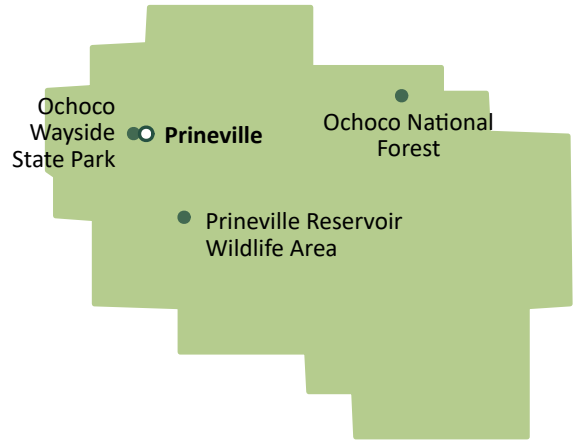 Ochoco
Wayside
State Park
Prineville
Ochoco National
Forest
Prineville Reservoir
Wildlife Area